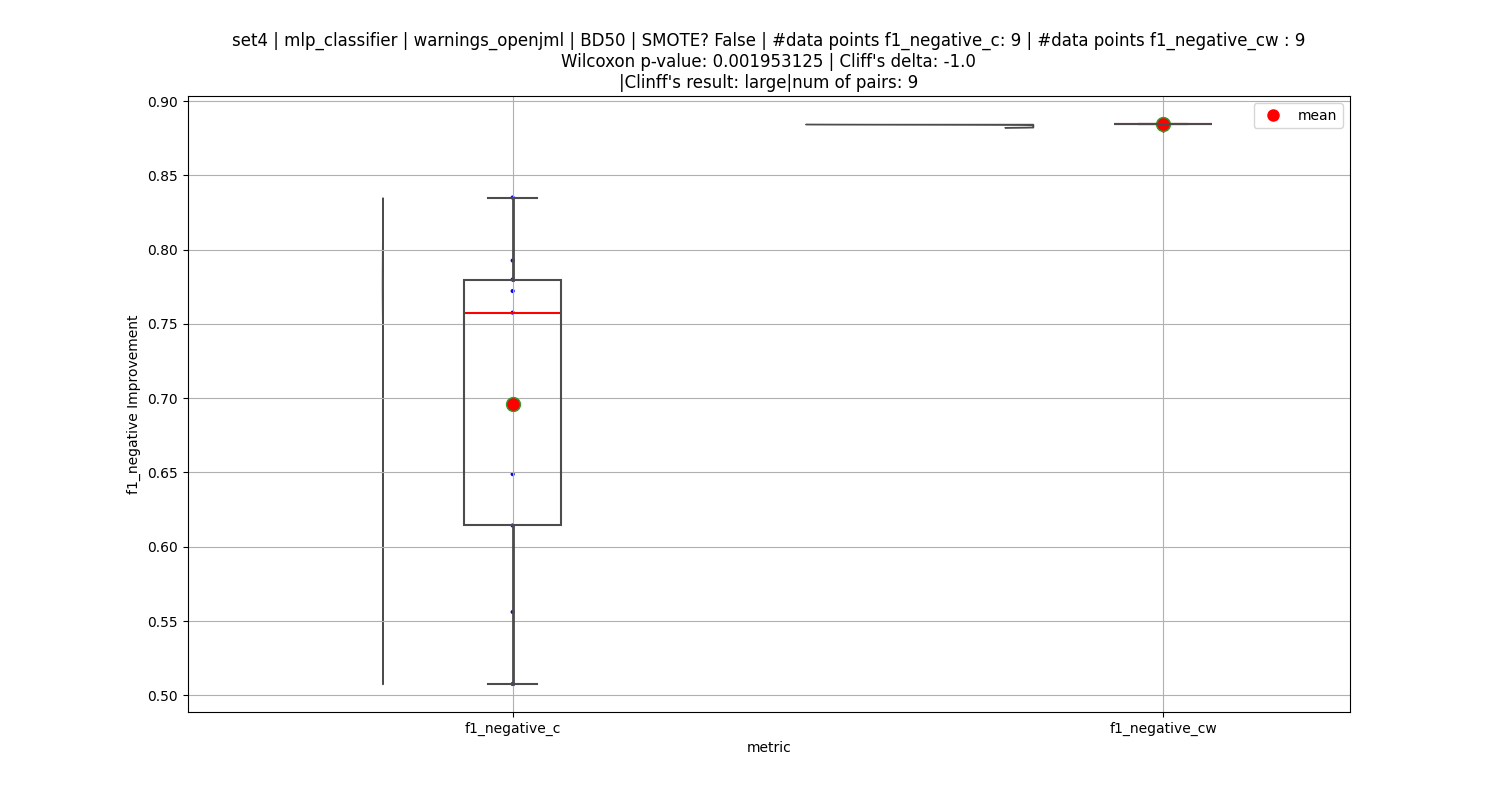 set4 | mlp_classifier | warnings_openjml | BD50 | SMOTE? False | #data points f1_negative_c: 9 | #data points f1_negative_cw : 9
Wilcoxon p-value: 0.001953125 | Cliff's delta: -1.0
|Clinff's result: large|num of pairs: 9
mean
0.90
0.85
0.80
0.75
0.70
0.65
0.60
0.55
0.50
f1_negative Improvement
f1_negative_c
f1_negative_cw
metric